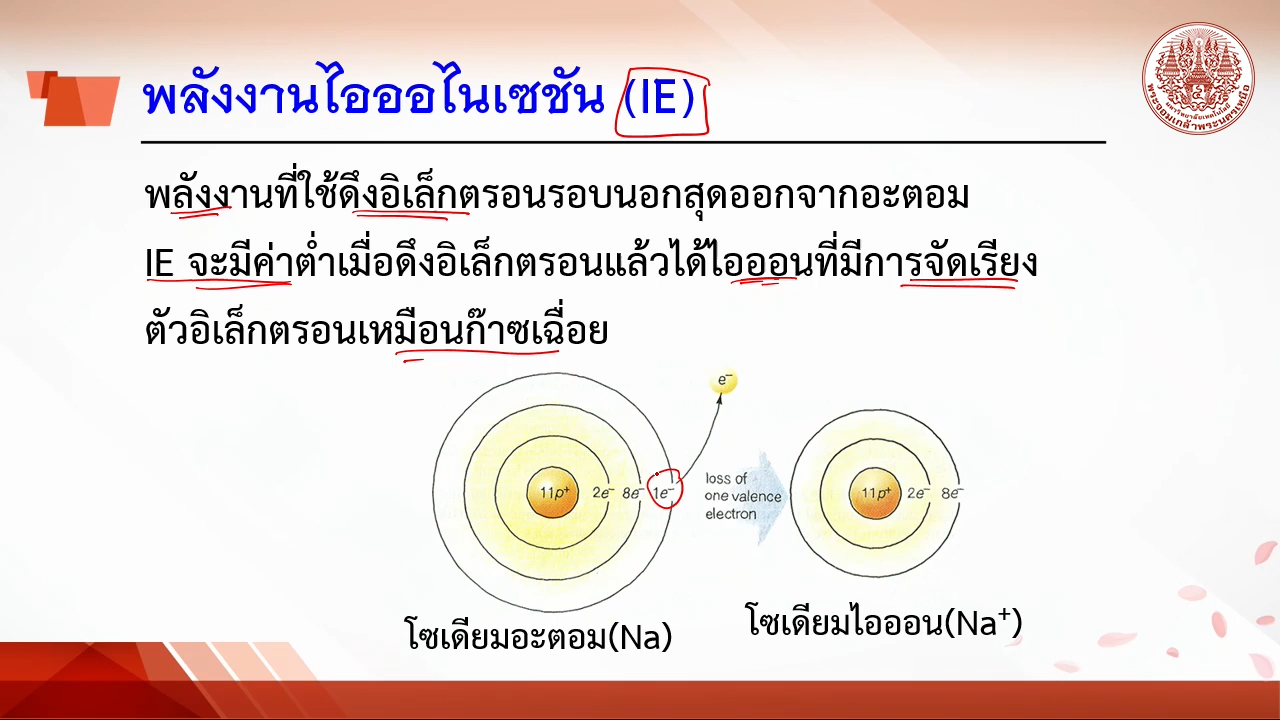 พลังงานไอออไนเซชัน (IE)
พลังงานที่ใช้ดึงอิเล็กตรอนรอบนอกสุดออกจากอะตอม
IE จะมีค่าต่ำเมื่อดึงอิเล็กตรอนแล้วได้ไอออนที่มีการจัดเรียง
ตัวอิเล็กตรอนเหมือนก๊าซเฉื่อย
e⁻
11p⁺ 2e⁻ 8e⁻ 1e⁻
loss of
one valence
electron
11p⁺ 2e⁻ 8e⁻
โซเดียมอะตอม(Na)
โซเดียมไอออน(Na⁺)